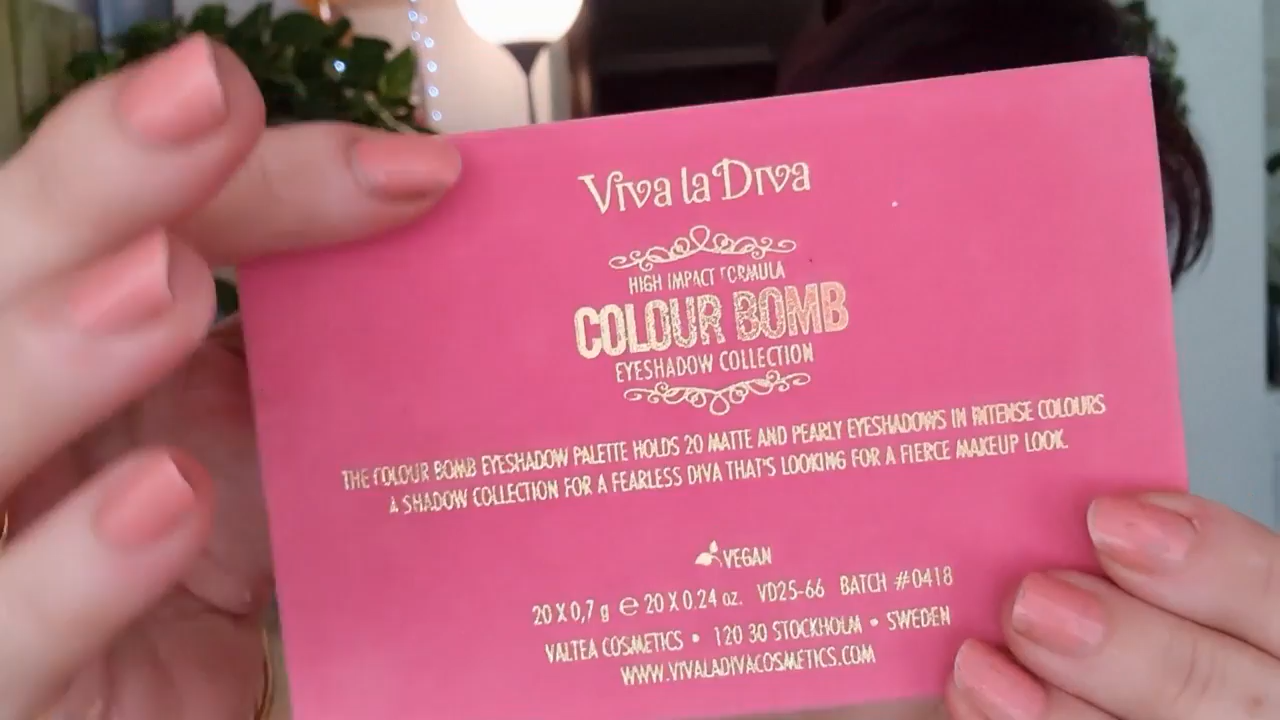 Viva la Diva
HIGH IMPACT FORMULA
COLOUR BOMB
EYESHADOW COLLECTION
THE COLOUR BOMB EYESHADOW PALETTE HOLDS 20 MATTE AND PEARLY EYESHADOWS IN INTENSE COLOURS
A SHADOW COLLECTION FOR A FEARLESS DIVA THAT'S LOOKING FOR A FIERCE MAKEUP LOOK.
VEGAN
20 X 0,7 g ℮ 20 X 0.24 oz. VD25-66 BATCH #0418
VALTEA COSMETICS • 120 30 STOCKHOLM • SWEDEN
WWW.VIVALADIVACOSMETICS.COM